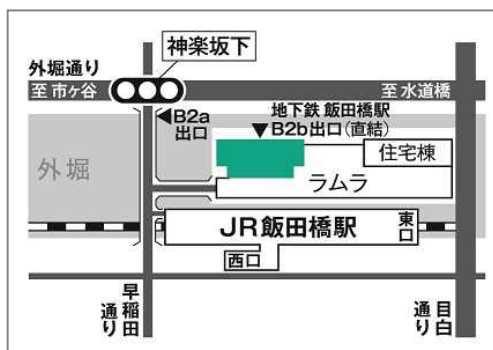 神楽坂下
外堀通り
至 市ヶ谷
至 水道橋
◀B2a
出口
地下鉄 飯田橋駅
▼B2b出口(直結)
住宅棟
外堀
ラムラ
JR飯田橋駅
東口
西口
早稲田通り
目白通り